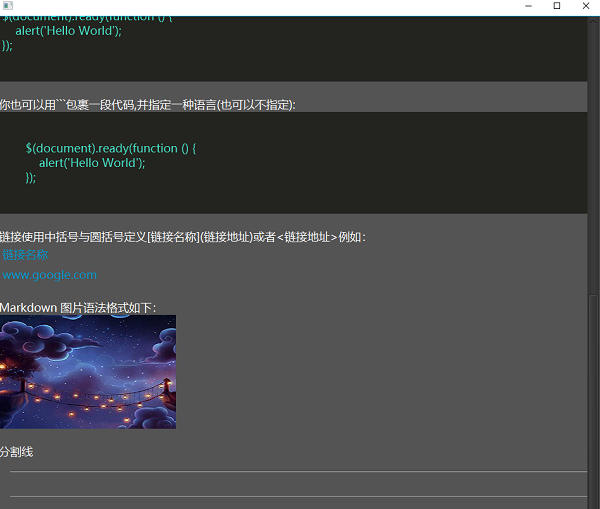 $(document).ready(function () {
alert('Hello World');
});
你也可以用```包裹一段代码,并指定一种语言(也可以不指定):
$(document).ready(function () {
alert('Hello World');
});
链接使用中括号与圆括号定义[链接名称](链接地址)或者<链接地址>例如：
链接名称
www.google.com
Markdown 图片语法格式如下：
分割线